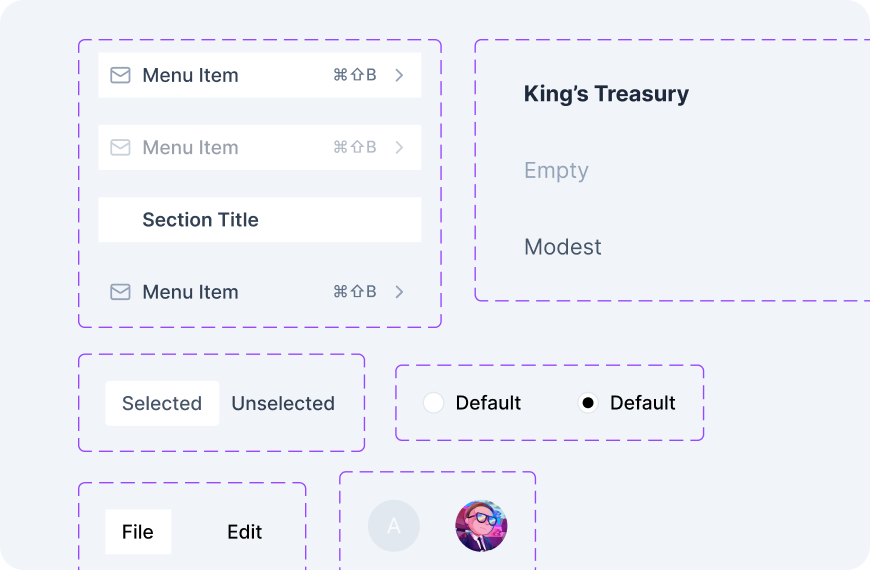 Menu Item ⌘⇧B
Menu Item ⌘⇧B
Section Title
Menu Item ⌘⇧B
King’s Treasury
Empty
Modest
Selected Unselected
Default Default
File Edit
A